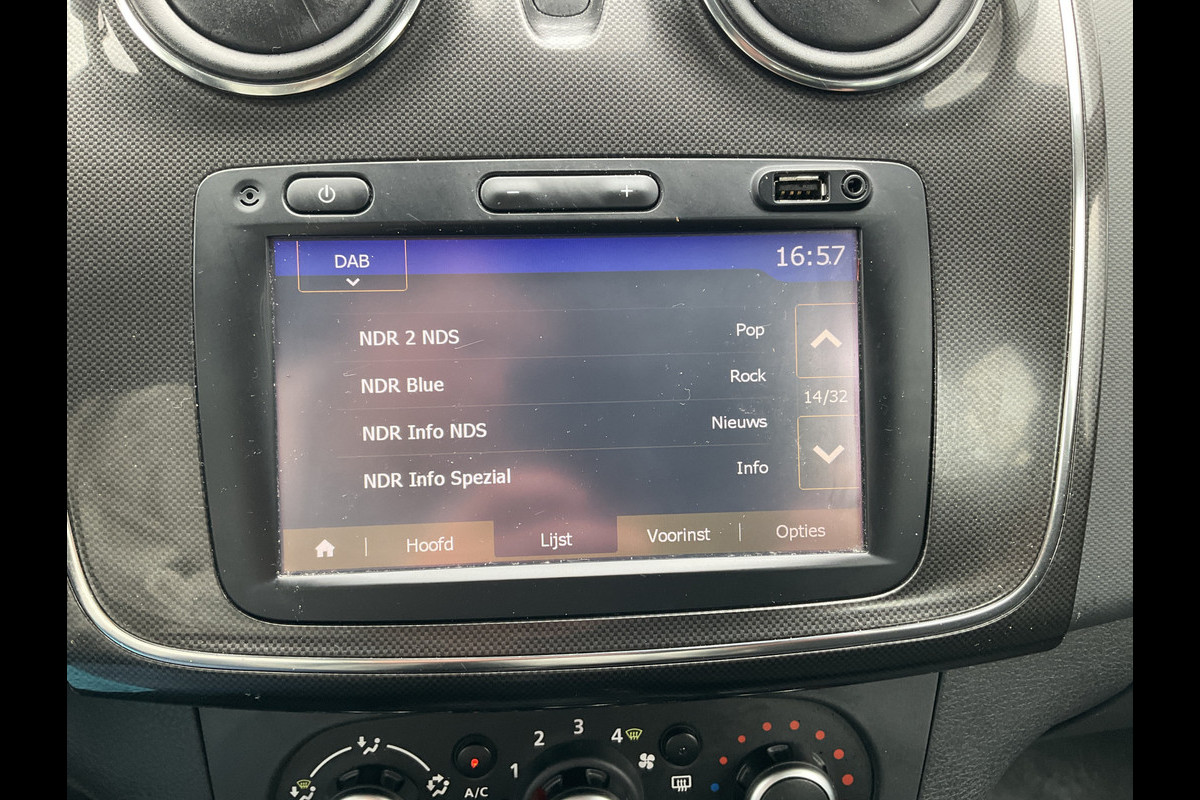 DAB
16:57
NDR 2 NDS Pop
NDR Blue Rock
14/32
NDR Info NDS Nieuws
NDR Info Spezial Info
Hoofd Lijst Voorinst Opties
1 2 3 4
A/C